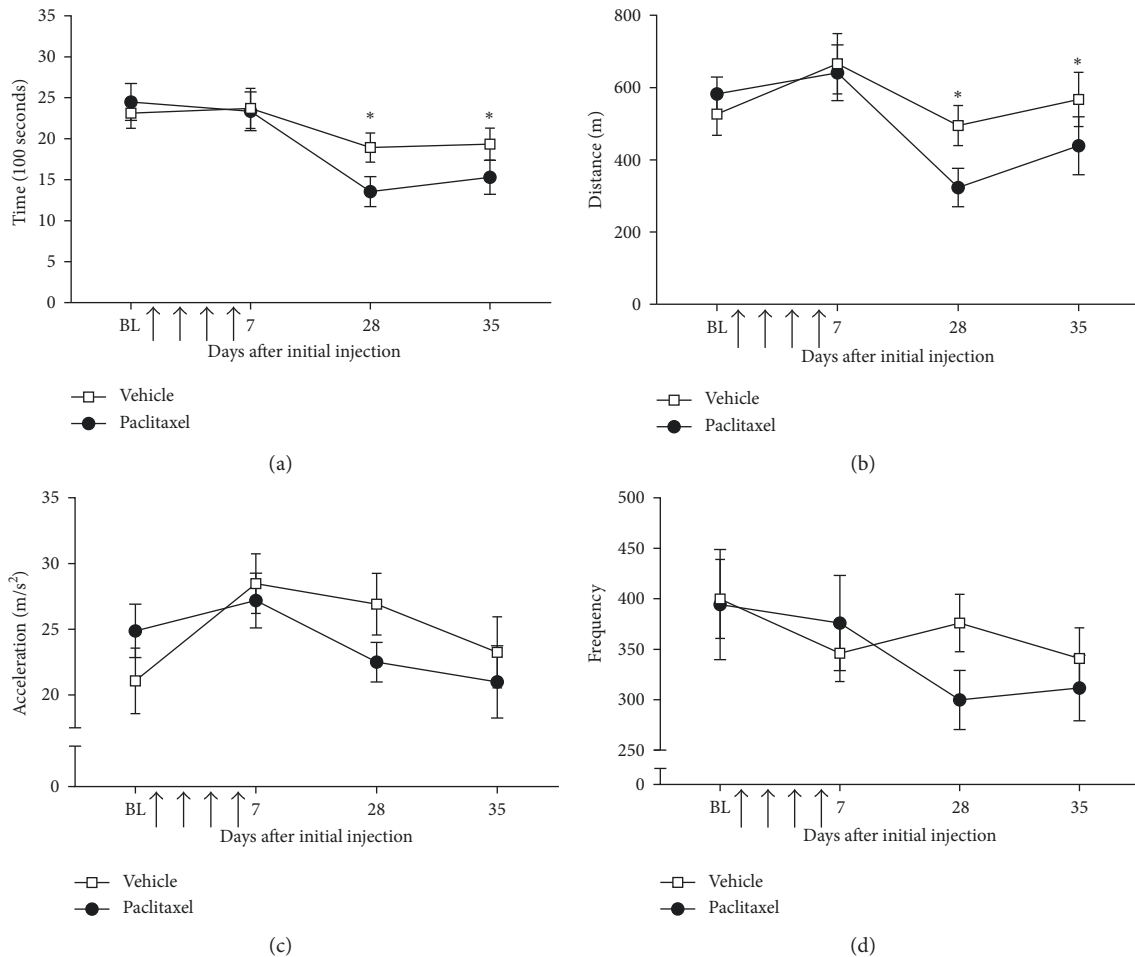 35
30
25
20
15
10
5
0
Time (100 seconds)
*
*
BL
7
28
35
Days after initial injection
Vehicle
Paclitaxel
(a)
800
600
400
200
0
Distance (m)
*
*
BL
7
28
35
Days after initial injection
Vehicle
Paclitaxel
(b)
35
30
25
20
0
Acceleration (m/s²)
BL
7
28
35
Days after initial injection
Vehicle
Paclitaxel
(c)
500
450
400
350
300
250
0
Frequency
BL
7
28
35
Days after initial injection
Vehicle
Paclitaxel
(d)